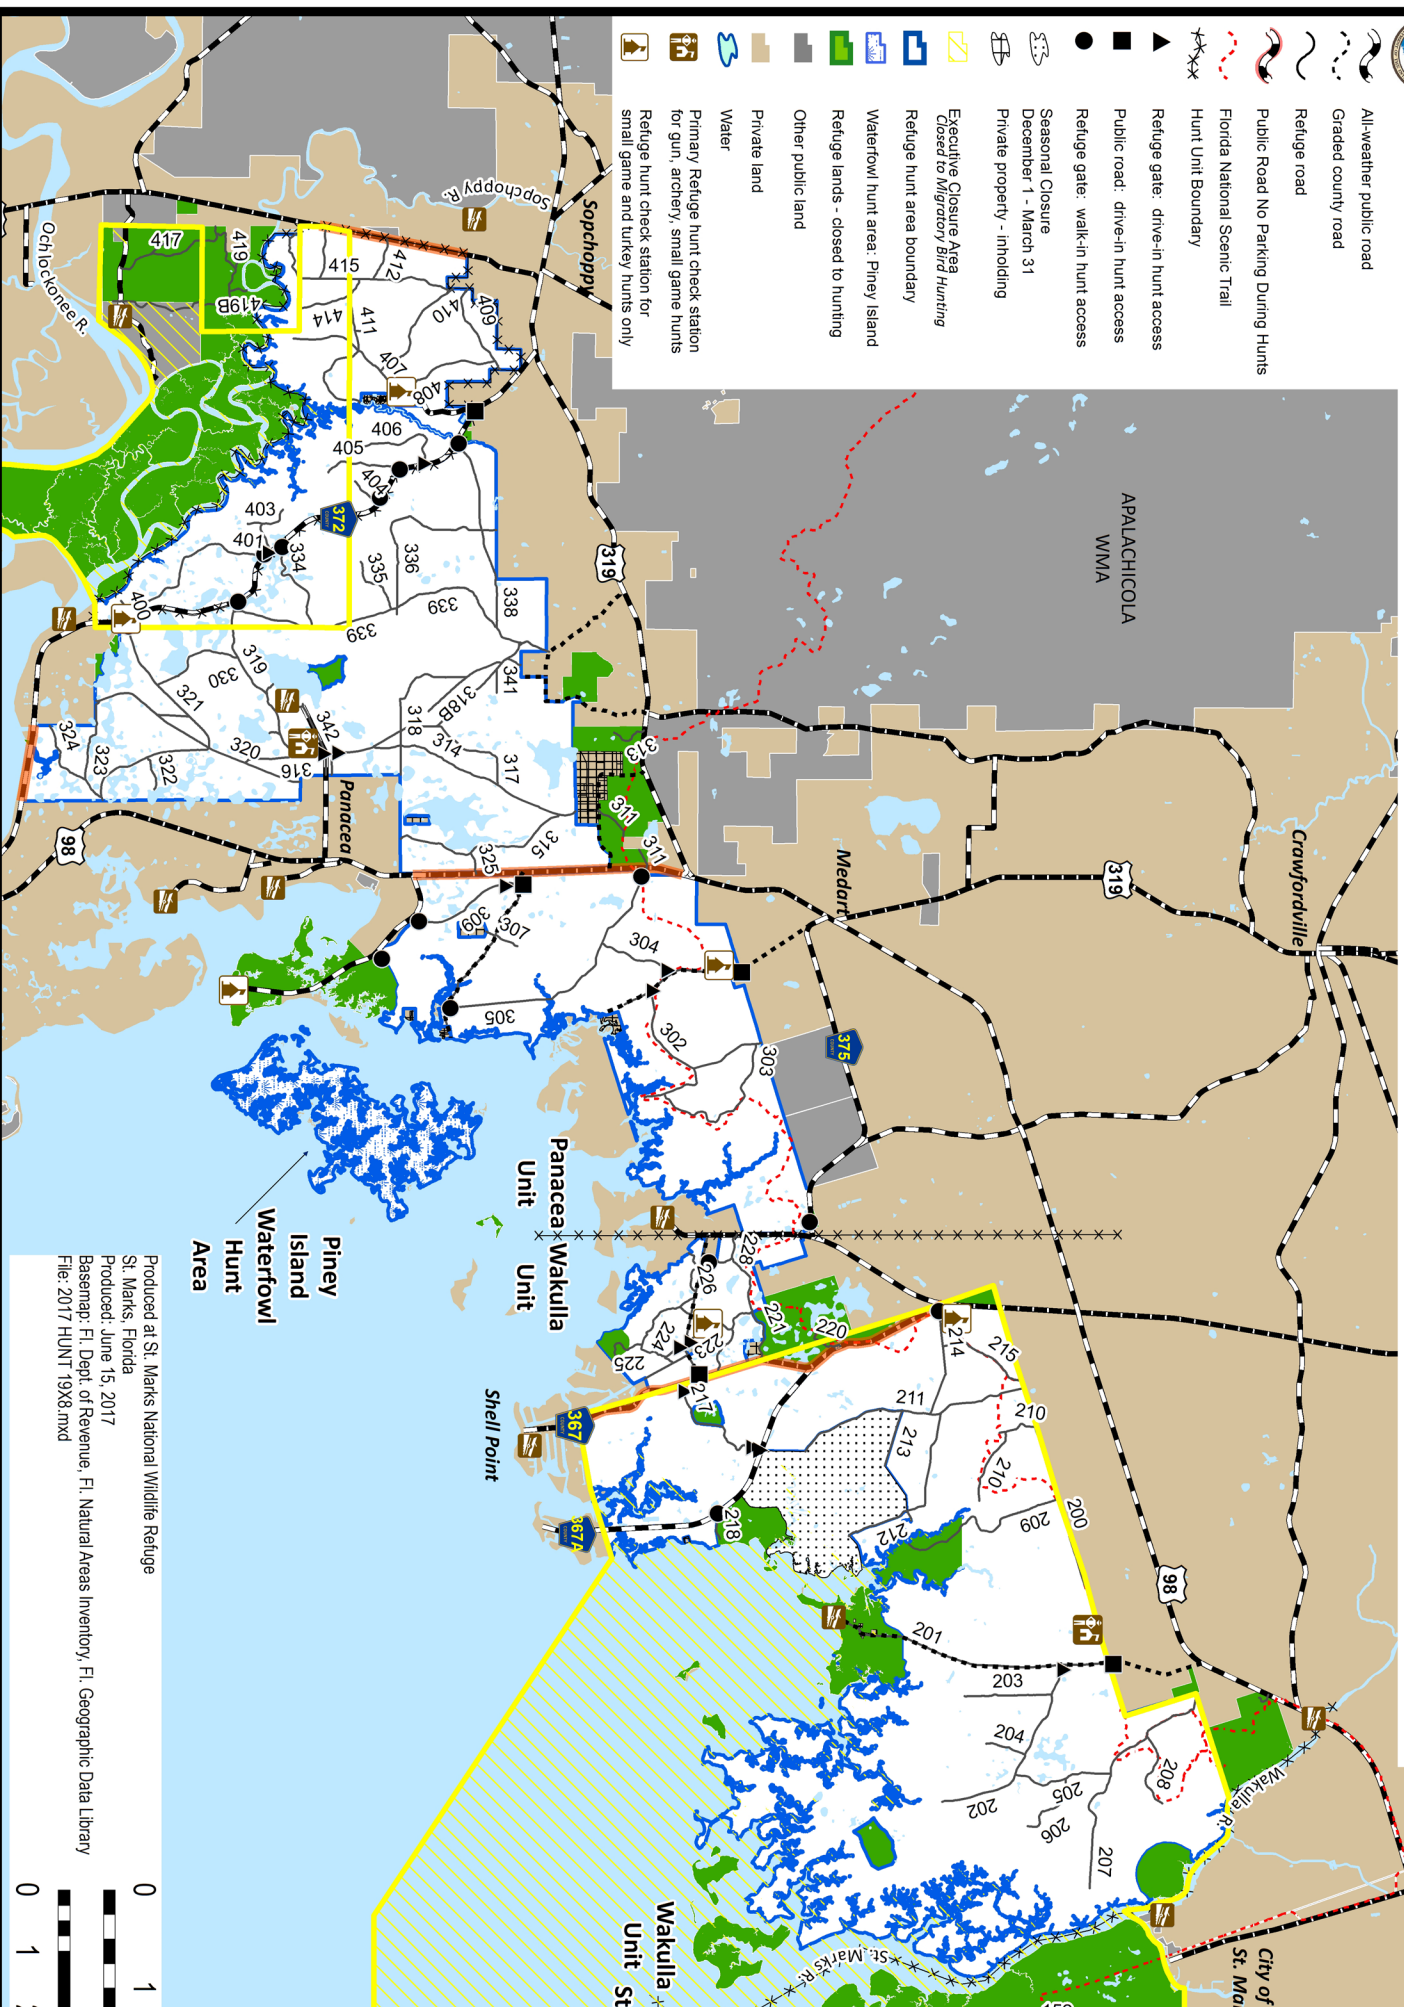 All-weather public road
Graded county road
Refuge road
Public Road No Parking During Hunts
Florida National Scenic Trail
Hunt Unit Boundary
Refuge gate: drive-in hunt access
Public road: drive-in hunt access
Refuge gate: walk-in hunt access
Seasonal Closure
December 1 - March 31
Private property - inholding
Executive Closure Area
Closed to Migratory Bird Hunting
Refuge hunt area boundary
Waterfowl hunt area: Piney Island
Refuge lands - closed to hunting
Other public land
Private land
Water
Primary Refuge hunt check station
for gun, archery, small game hunts
Refuge hunt check station for
small game and turkey hunts only
APALACHICOLA
WMA
Sopchoppy R.
Sopchoppy
Ochlockonee R.
417
419
419B
415
412
414
411
410
409
407
408
406
405
404
403
401
400
372
334
335
336
339
339
338
341
318B
318
314
317
315
325
313
311
311
319
319
330
321
320
322
323
324
316
342
Panacea
98
309
307
305
304
302
303
Medart
319
375
Crawfordville
Piney
Island
Waterfowl
Hunt
Area
Panacea
Unit
Wakulla
Unit
228
226
224
223
225
221
220
217
218
214
215
211
213
210
210
212
209
200
98
367
367A
Shell Point
201
203
204
202
205
206
207
208
Wakulla R.
St. Marks R.
Wakulla
Unit
City of
Produced at St. Marks National Wildlife Refuge
St. Marks, Florida
Produced: June 15, 2017
Basemap: Fl. Dept. of Revenue, Fl. Natural Areas Inventory, Fl. Geographic Data Library
File: 2017 HUNT 19X8.mxd
0
1
0
1